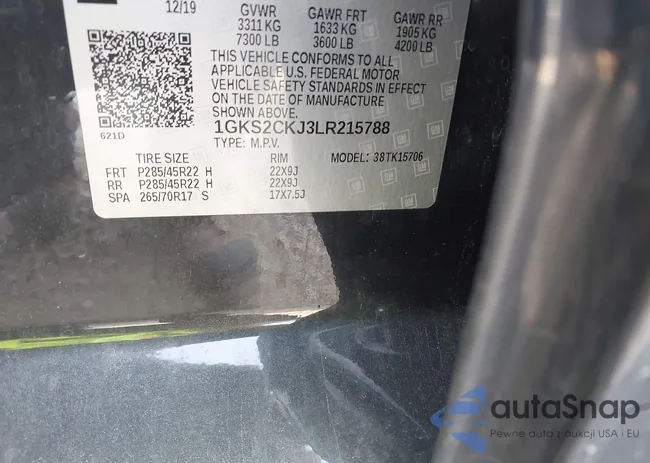 12/19 GVWR GAWR FRT GAWR RR
3311 KG 1633 KG 1905 KG
7300 LB 3600 LB 4200 LB
THIS VEHICLE CONFORMS TO ALL
APPLICABLE U.S. FEDERAL MOTOR
VEHICLE SAFETY STANDARDS IN EFFECT
ON THE DATE OF MANUFACTURE
SHOWN ABOVE.
1GKS2CKJ3LR215788
621D TYPE: M.P.V.
TIRE SIZE RIM MODEL: 38TK15706
FRT P285/45R22 H 22X9J
RR P285/45R22 H 22X9J
SPA 265/70R17 S 17X7.5J
autaSnap
Pewne auta z aukcji USA i EU